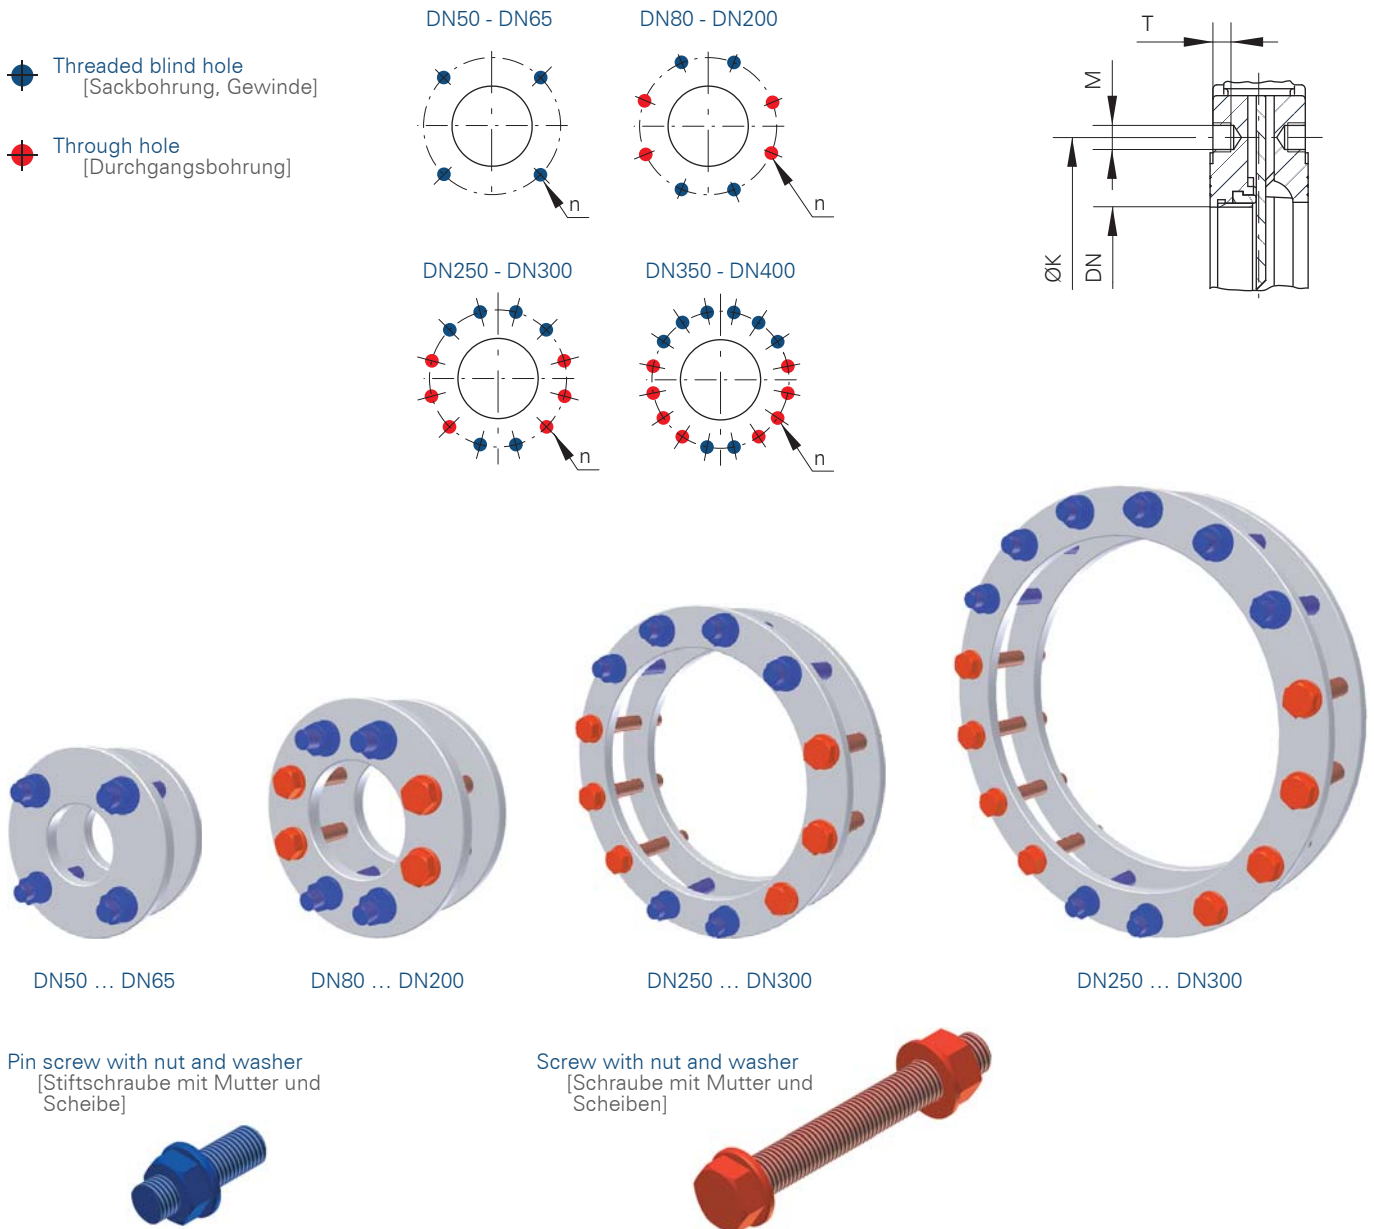 DN50 - DN65
DN80 - DN200
T
Threaded blind hole
[Sackbohrung, Gewinde]
M
Through hole
[Durchgangsbohrung]
n
n
ØK
DN
DN250 - DN300
DN350 - DN400
n
n
DN50 ... DN65
DN80 ... DN200
DN250 ... DN300
DN250 ... DN300
Pin screw with nut and washer
[Stiftschraube mit Mutter und
Scheibe]
Screw with nut and washer
[Schraube mit Mutter und
Scheiben]